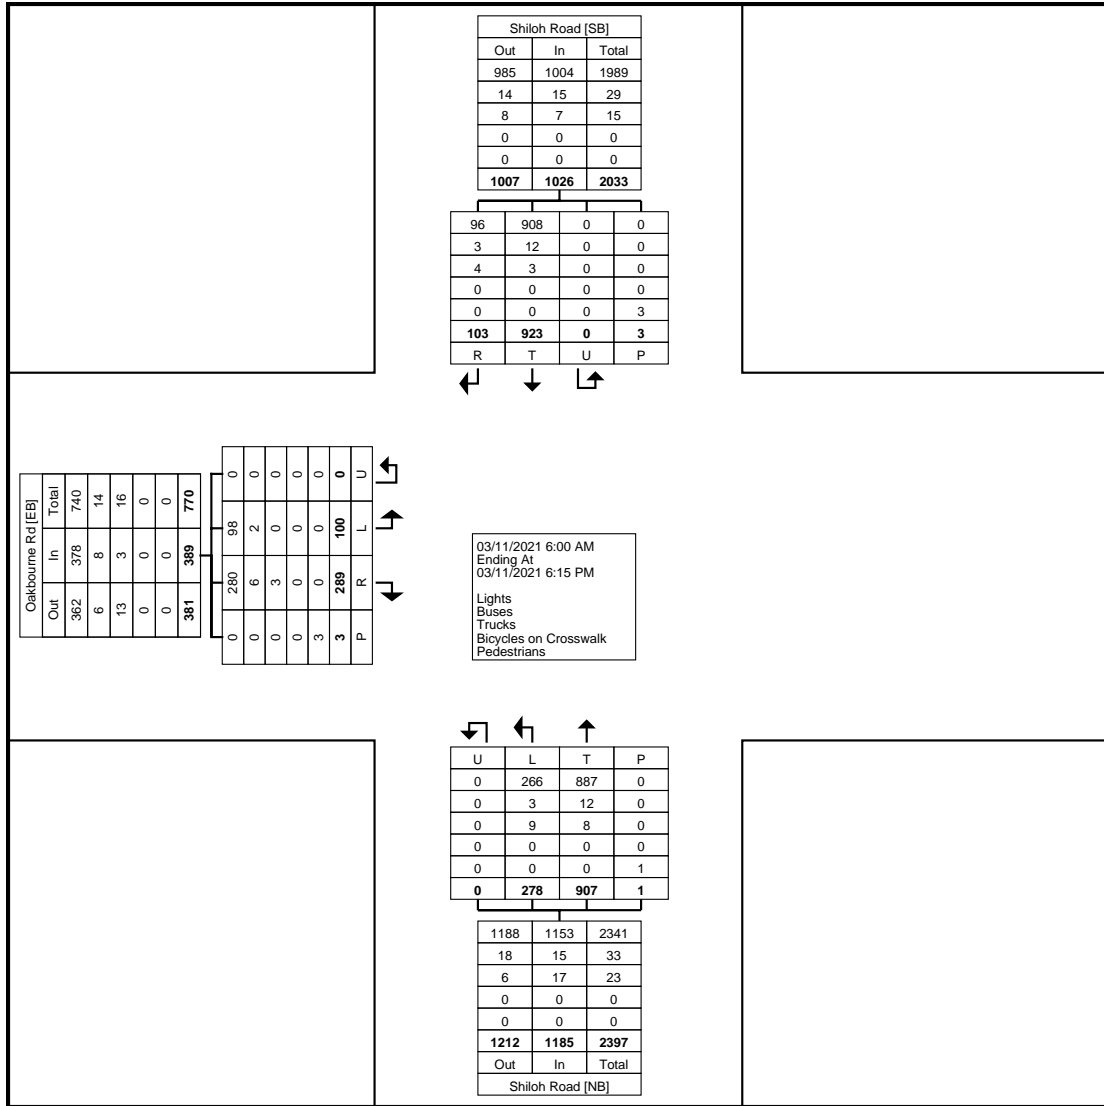 Shiloh Road [SB]
Out In Total
985 1004 1989
14 15 29
8 7 15
0 0 0
0 0 0
1007 1026 2033
96 908 0 0
3 12 0 0
4 3 0 0
0 0 0 0
0 0 0 3
103 923 0 3
R T U P
Oakbourne Rd [EB]
Out In Total
362 378 740
6 8 14
13 3 16
0 0 0
0 0 0
381 389 770
0 280 98 0
0 6 2 0
0 3 0 0
0 0 0 0
3 0 0 0
3 289 100 0
P R L U
03/11/2021 6:00 AM
Ending At
03/11/2021 6:15 PM
Lights
Buses
Trucks
Bicycles on Crosswalk
Pedestrians
U L T P
0 266 887 0
0 3 12 0
0 9 8 0
0 0 0 0
0 0 0 1
0 278 907 1
1188 1153 2341
18 15 33
6 17 23
0 0 0
0 0 0
1212 1185 2397
Out In Total
Shiloh Road [NB]